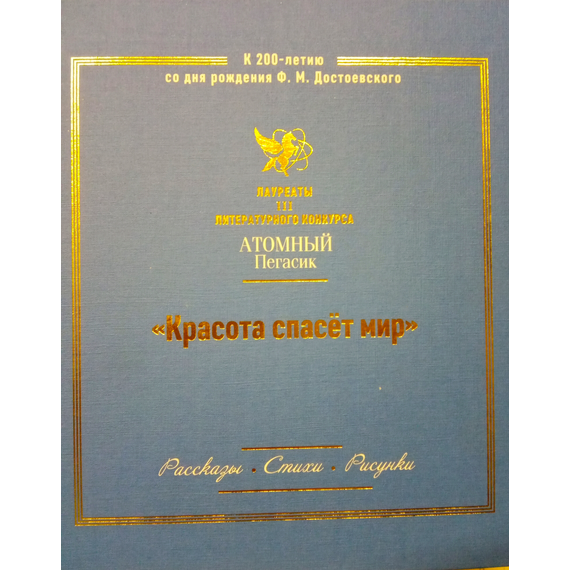 К 200-летию
со дня рождения Ф. М. Достоевского
ЛАУРЕАТЫ
III
ЛИТЕРАТУРНОГО КОНКУРСА
АТОМНЫЙ
Пегасик
«Красота спасёт мир»
Рассказы • Стихи • Рисунки